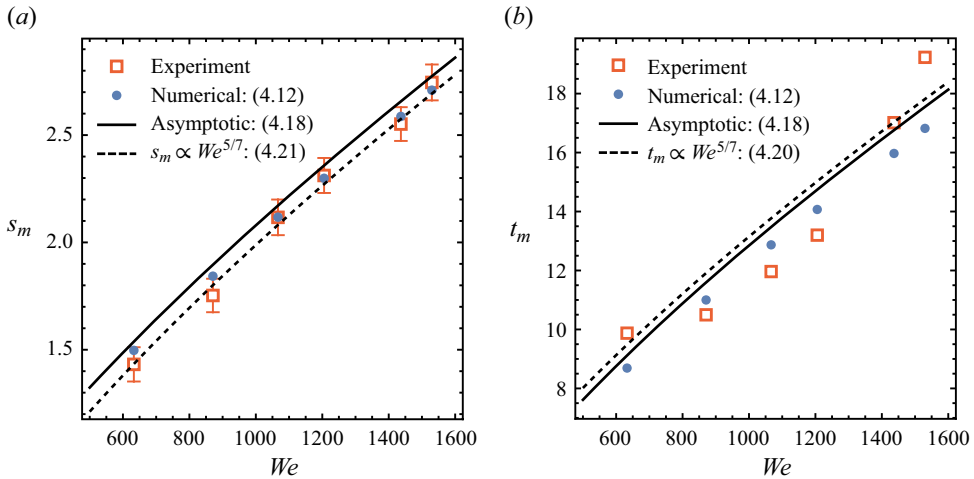 (a)
Experiment
Numerical: (4.12)
Asymptotic: (4.18)
s_m ∝ We^{5/7}: (4.21)
2.5
2.0
1.5
s_m
600 800 1000 1200 1400 1600
We
(b)
Experiment
Numerical: (4.12)
Asymptotic: (4.18)
t_m ∝ We^{5/7}: (4.20)
18
16
14
12
10
8
t_m
600 800 1000 1200 1400 1600
We